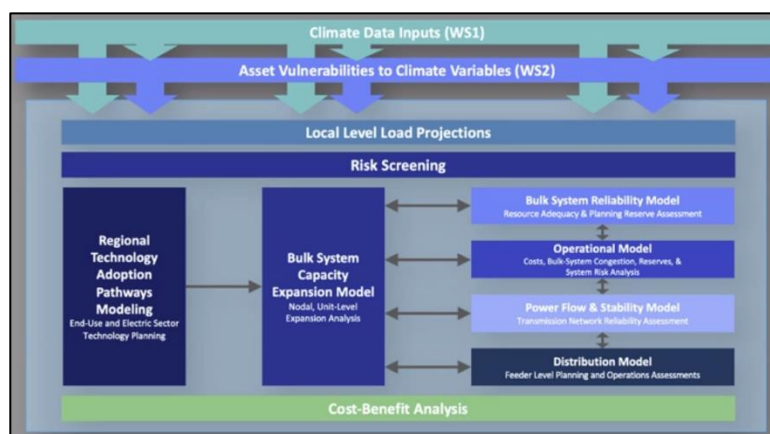 Climate Data Inputs (WS1)
Asset Vulnerabilities to Climate Variables (WS2)
Local Level Load Projections
Risk Screening
Regional
Technology
Adoption
Pathways
Modeling
End-Use and Electric Sector
Technology Planning
Bulk System
Capacity
Expansion Model
Nodal, Unit-Level
Expansion Analysis
Bulk System Reliability Model
Resource Adequacy & Planning Reserve Assessment
Operational Model
Costs, Bulk-System Congestion, Reserves, &
System Risk Analysis
Power Flow & Stability Model
Transmission Network Reliability Assessment
Distribution Model
Feeder Level Planning and Operations Assessments
Cost-Benefit Analysis